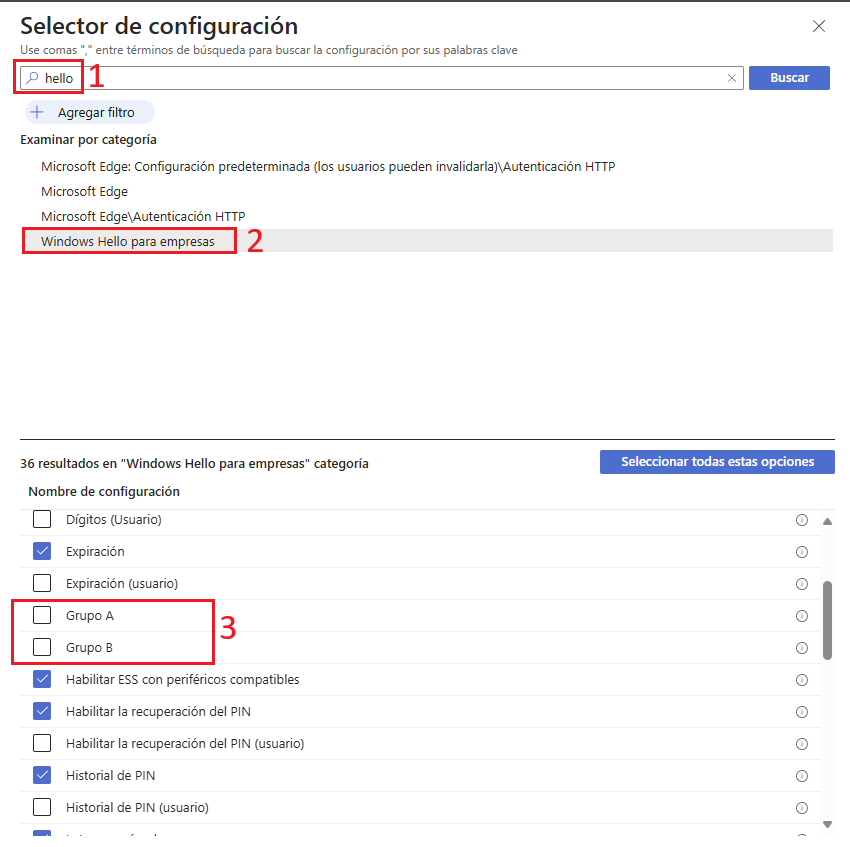 Selector de configuración
Use comas "," entre términos de búsqueda para buscar la configuración por sus palabras clave
hello
1
Buscar
Agregar filtro
Examinar por categoría
Microsoft Edge: Configuración predeterminada (los usuarios pueden invalidarla)\Autenticación HTTP
Microsoft Edge
Microsoft Edge\Autenticación HTTP
Windows Hello para empresas
2
36 resultados en "Windows Hello para empresas" categoría
Seleccionar todas estas opciones
Nombre de configuración
Dígitos (Usuario)
Expiración
Expiración (usuario)
Grupo A
3
Grupo B
Habilitar ESS con periféricos compatibles
Habilitar la recuperación del PIN
Habilitar la recuperación del PIN (usuario)
Historial de PIN
Historial de PIN (usuario)